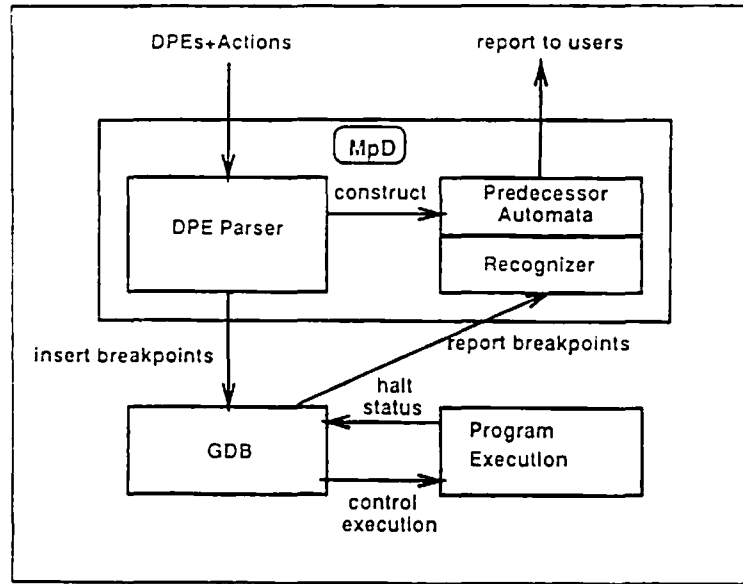 DPEs+Actions
report to users
MpD
DPE Parser
construct
Predecessor
Automata
Recognizer
insert breakpoints
report breakpoints
halt
status
GDB
Program
Execution
control
execution